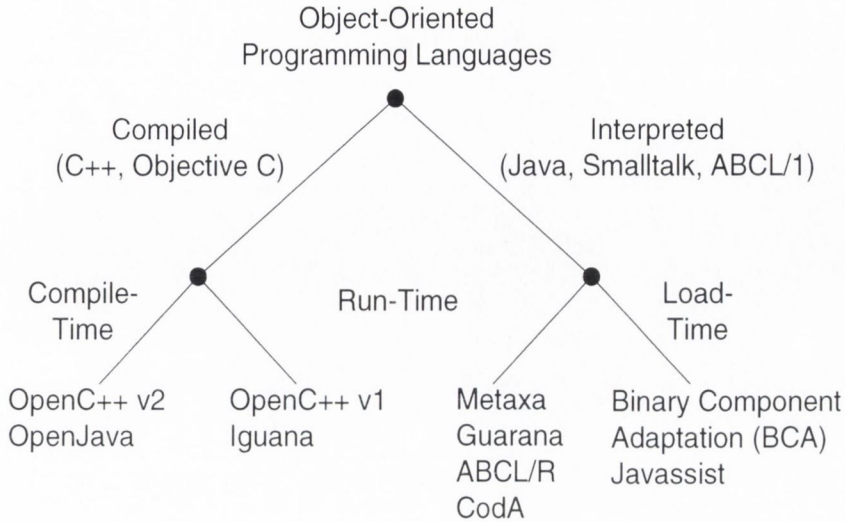 Object-Oriented
Programming Languages
Compiled
(C++, Objective C)
Interpreted
(Java, Smalltalk, ABCL/1)
Compile-
Time
Run-Time
Load-
Time
OpenC++ v2
OpenJava
OpenC++ v1
Iguana
Metaxa
Guarana
ABCL/R
CodA
Binary Component
Adaptation (BCA)
Javassist